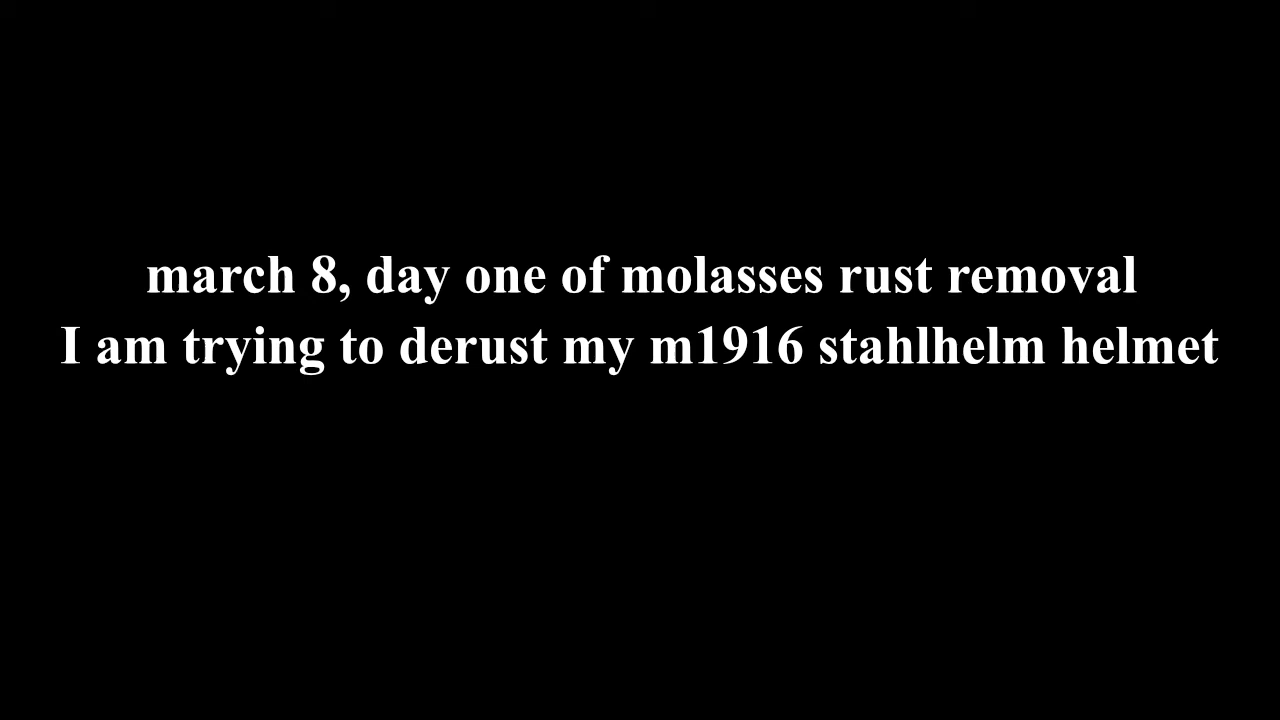 march 8, day one of molasses rust removal
I am trying to derust my m1916 stahlhelm helmet